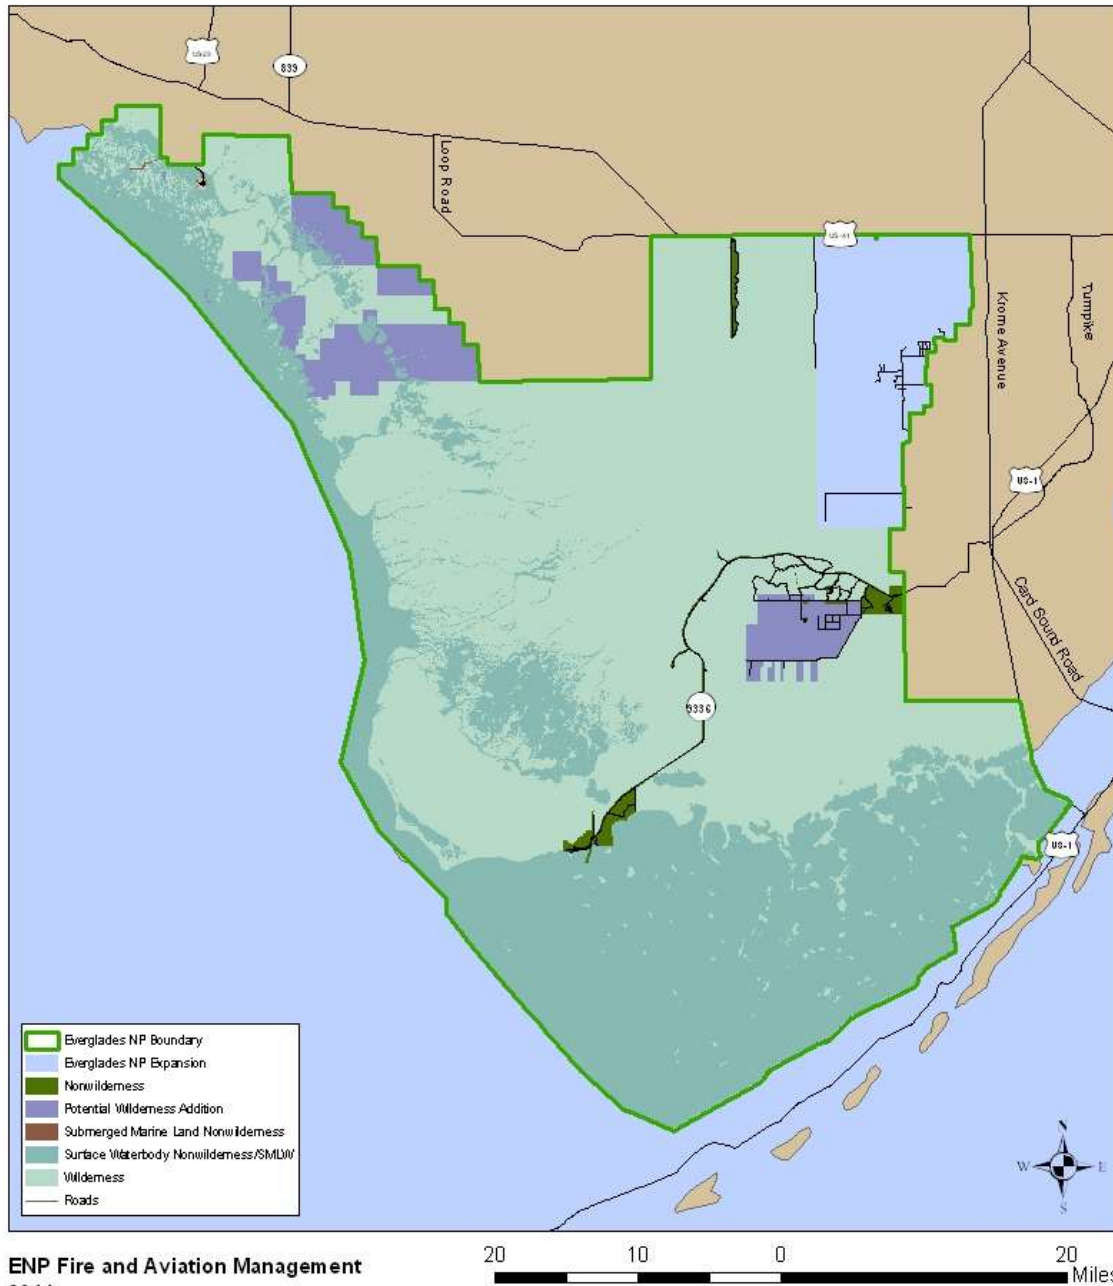 839
Loop Road
US-41
Krome Avenue
Turnpike
US-1
Card Sound Road
9336
US-1
Everglades NP Boundary
Everglades NP Expansion
Nonwilderness
Potential Wilderness Addition
Submerged Marine Land Nonwilderness
Surface Waterbody Nonwilderness/SMLW
Wilderness
Roads
N
W
E
S
ENP Fire and Aviation Management
20
10
0
20
Miles